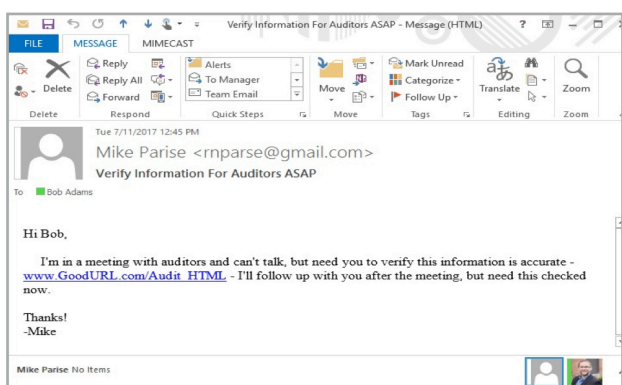 Verify Information For Auditors ASAP - Message (HTML)
FILE MESSAGE MIMECAST
Delete
Reply
Reply All
Forward
Alerts
To Manager
Team Email
Move
Mark Unread
Categorize
Follow Up
Translate
Zoom
Delete Respond Quick Steps Move Tags Editing Zoom
Tue 7/11/2017 12:45 PM
Mike Parise <rnparse@gmail.com>
Verify Information For Auditors ASAP
To Bob Adams
Hi Bob,
I'm in a meeting with auditors and can't talk, but need you to verify this information is accurate -
www.GoodURL.com/Audit_HTML - I'll follow up with you after the meeting, but need this checked
now.
Thanks!
-Mike
Mike Parise No Items